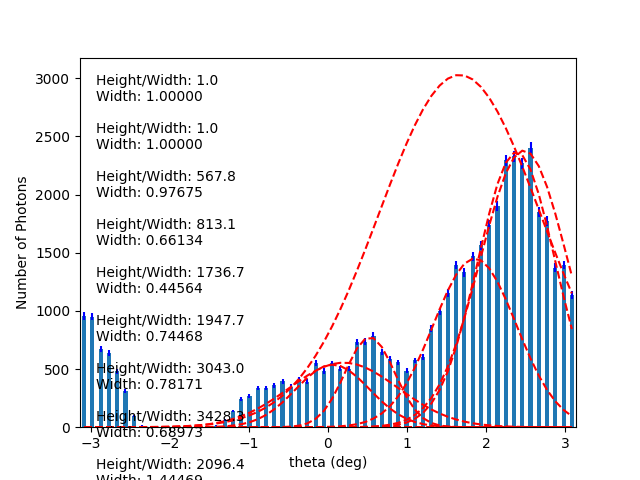 Height/Width: 1.0
Width: 1.00000
Height/Width: 1.0
Width: 1.00000
Height/Width: 567.8
Width: 0.97675
Height/Width: 813.1
Width: 0.66134
Height/Width: 1736.7
Width: 0.44564
Height/Width: 1947.7
Width: 0.74468
Height/Width: 3043.0
Width: 0.78171
Height/Width:
Width: 0.68973
Height/Width: 2096.4
Width: 1.44469
3000
2500
2000
1500
1000
500
0
Number of Photons
−3 −2 −1 0 1 2 3
theta (deg)